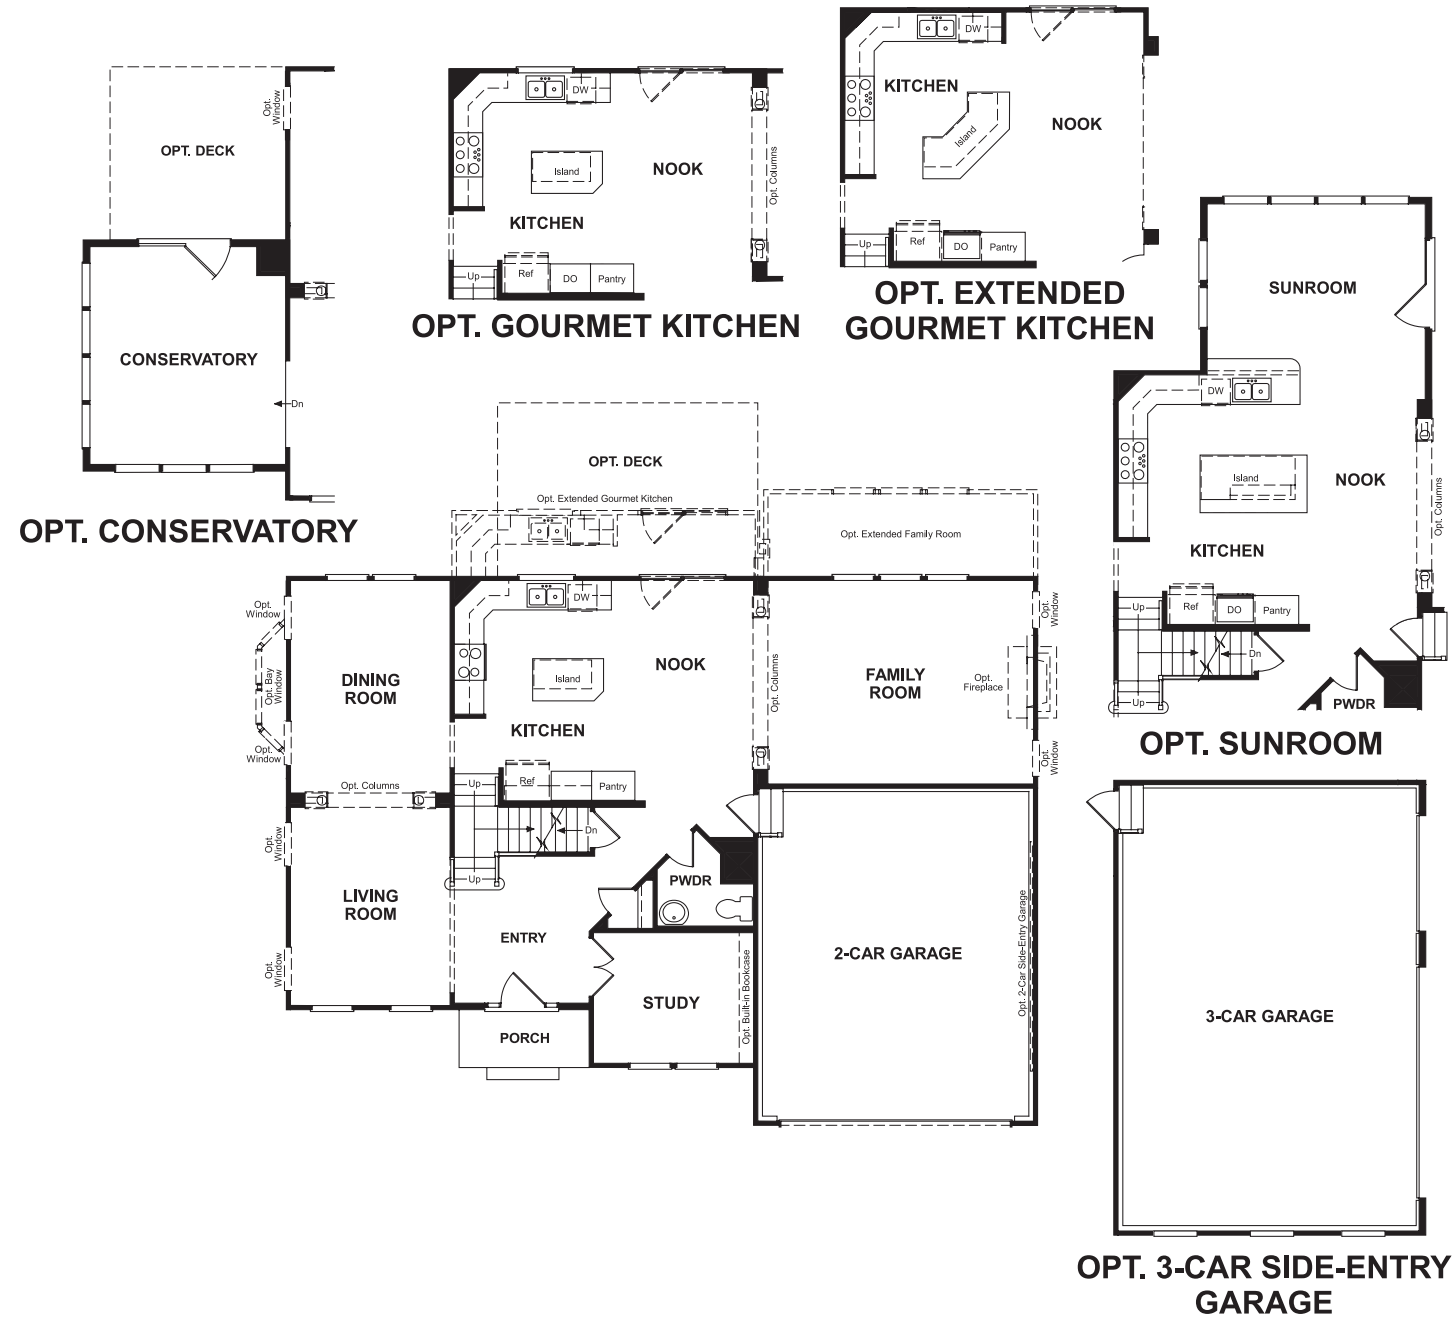 Opt.
Window
OPT. DECK
CONSERVATORY
Dn
OPT. CONSERVATORY
DW
KITCHEN
Island
NOOK
Opt. Columns
Up
Ref
DO
Pantry
OPT. GOURMET KITCHEN
DW
KITCHEN
Island
NOOK
Up
Ref
DO
Pantry
OPT. EXTENDED
GOURMET KITCHEN
SUNROOM
DW
Island
NOOK
Opt. Columns
KITCHEN
Up
Ref
DO
Pantry
Dn
Up
PWDR
OPT. SUNROOM
OPT. DECK
Opt. Extended Gourmet Kitchen
Opt. Extended Family Room
Opt.
Window
Opt. Bay
Window
Opt.
Window
DINING
ROOM
Opt. Columns
DW
Island
NOOK
KITCHEN
Opt. Columns
Up
Ref
Pantry
FAMILY
ROOM
Opt.
Fireplace
Opt.
Window
Opt.
Window
Dn
Up
Opt.
Window
LIVING
ROOM
Opt.
Window
ENTRY
PWDR
STUDY
Opt. Built-in Bookcase
PORCH
2-CAR GARAGE
Opt. 2-Car Side-Entry Garage
3-CAR GARAGE
OPT. 3-CAR SIDE-ENTRY
GARAGE